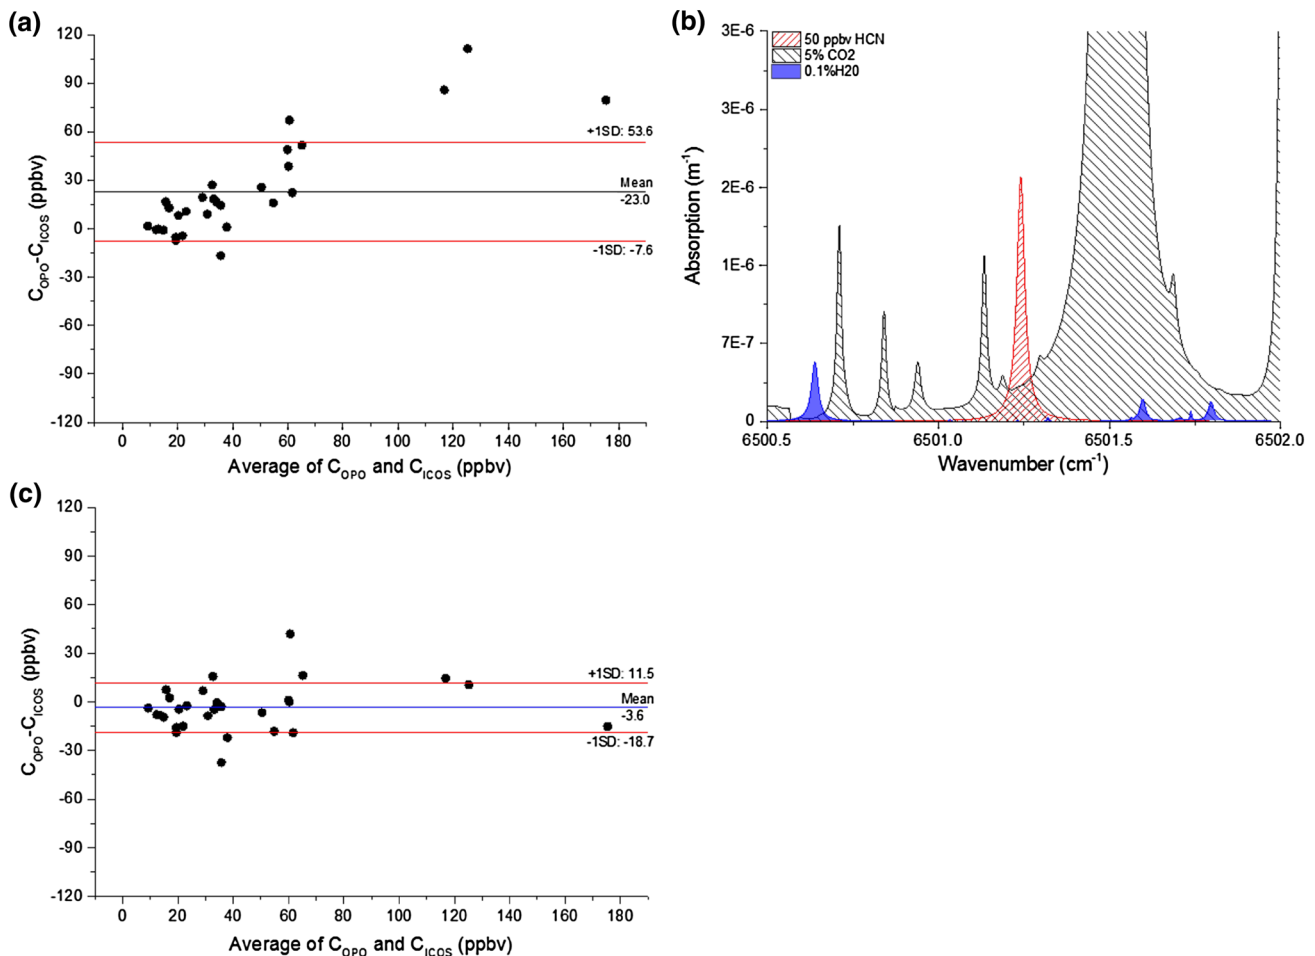 (a)
120
90
60
30
0
-30
-60
-90
-120
C_OPO-C_ICOS (ppbv)
+1SD: 53.6
Mean
-23.0
-1SD: -7.6
0 20 40 60 80 100 120 140 160 180
Average of C_OPO and C_ICOS (ppbv)
(b)
3E-6
3E-6
2E-6
1E-6
7E-7
0
Absorption (m⁻¹)
50 ppbv HCN
5% CO2
0.1%H20
6500.5 6501.0 6501.5 6502.0
Wavenumber (cm⁻¹)
(c)
120
90
60
30
0
-30
-60
-90
-120
C_OPO-C_ICOS (ppbv)
+1SD: 11.5
Mean
-3.6
-1SD: -18.7
0 20 40 60 80 100 120 140 160 180
Average of C_OPO and C_ICOS (ppbv)